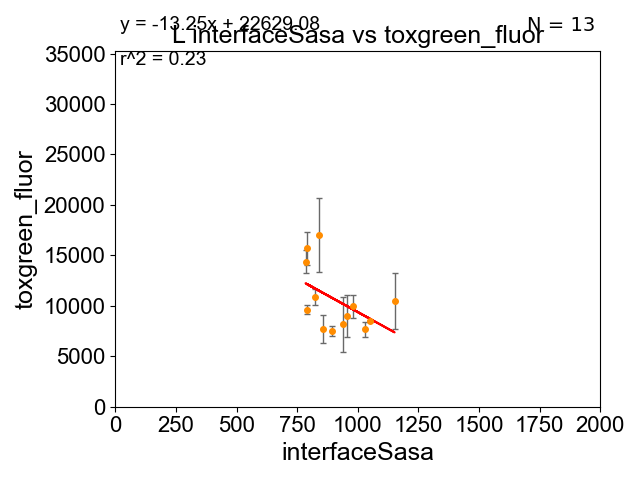 y = -13.25x + 22629.08
N = 13
L interfaceSasa vs toxgreen_fluor
r^2 = 0.23
35000
30000
25000
20000
15000
10000
5000
0
toxgreen_fluor
0 250 500 750 1000 1250 1500 1750 2000
interfaceSasa